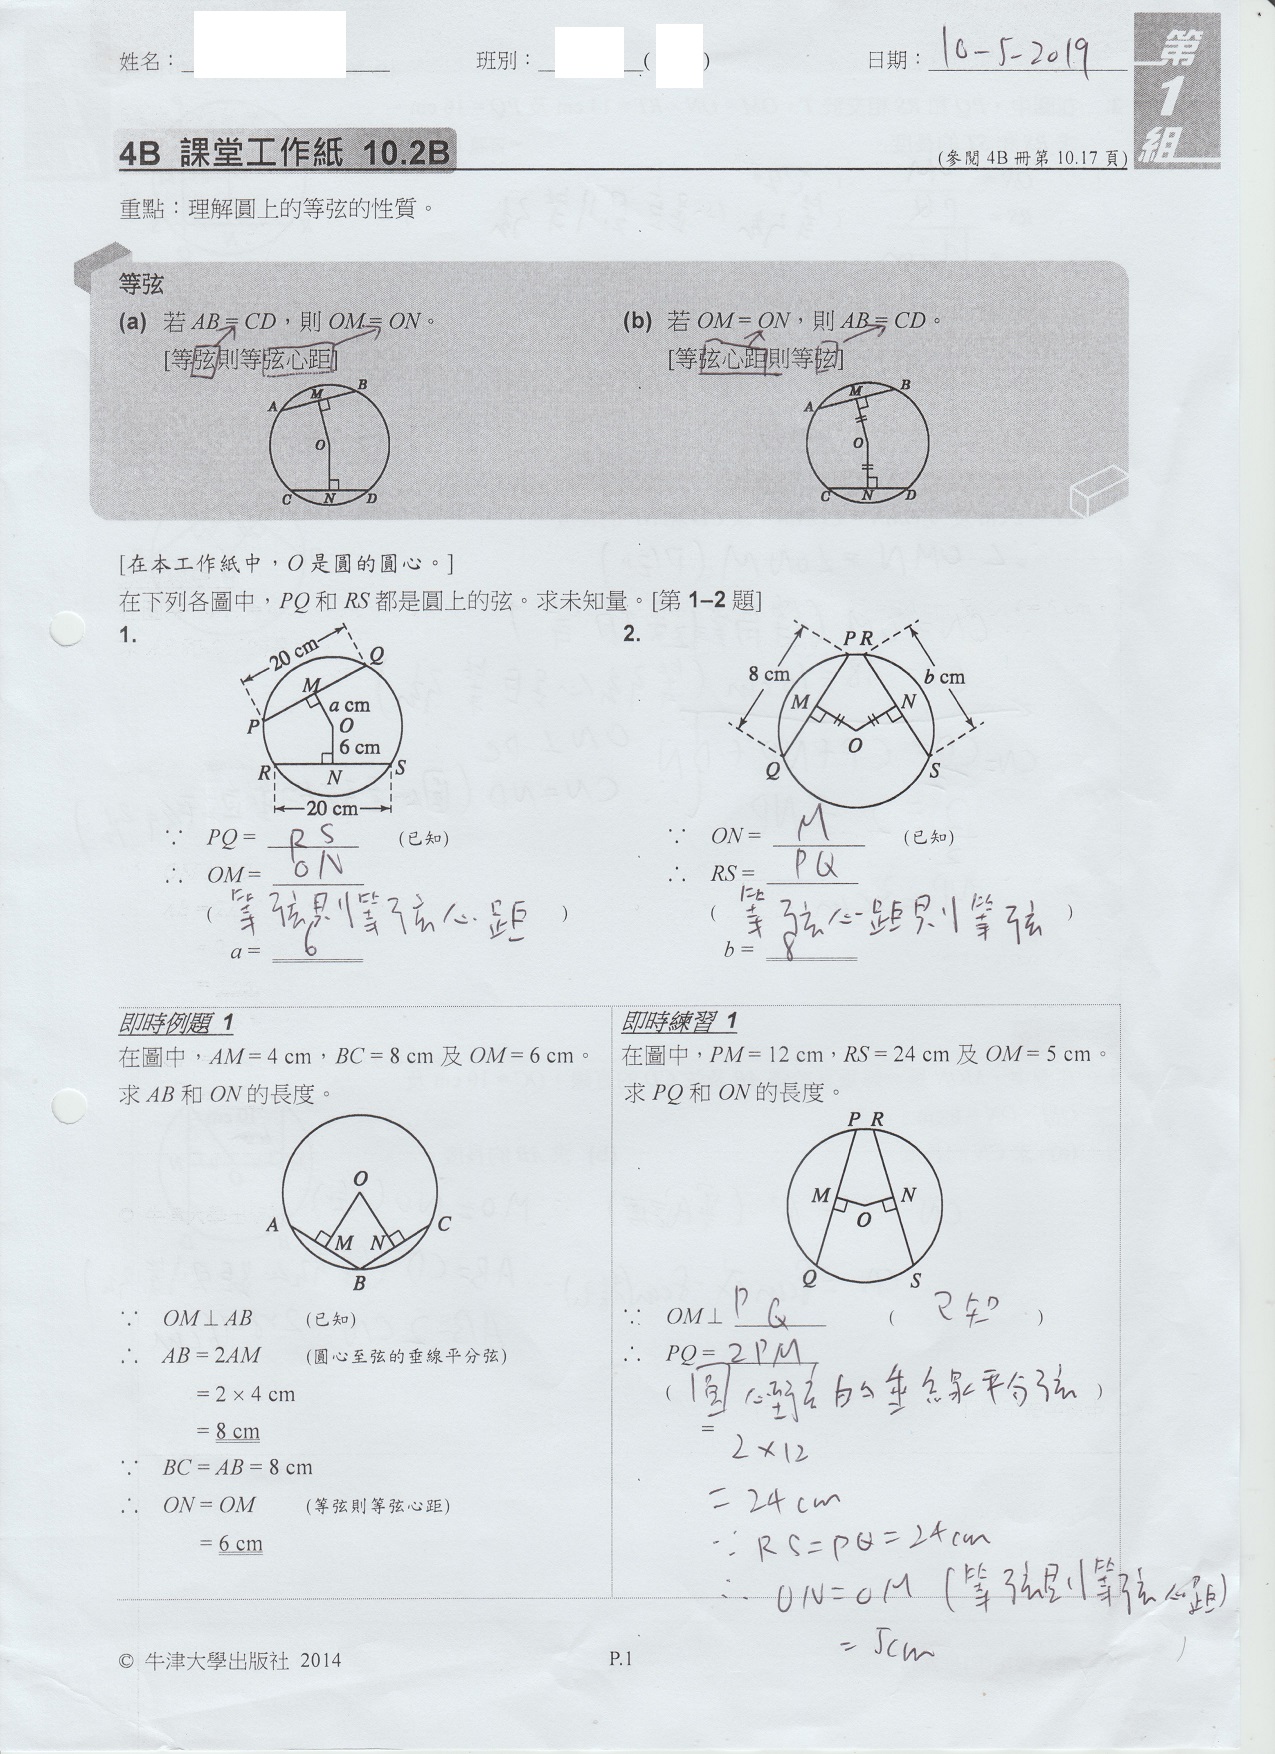 姓名：
班別：( )
日期：10-5-2019
第1組
4B 課堂工作紙 10.2B
(參閱 4B 冊第 10.17 頁)
重點：理解圓上的等弦的性質。
等弦
(a) 若 AB = CD，則 OM = ON。
[等弦則等弦心距]
B
M
A
O
C N D
(b) 若 OM = ON，則 AB = CD。
[等弦心距則等弦]
B
M
A
O
C N D
[在本工作紙中，O 是圓的圓心。]
在下列各圖中，PQ 和 RS 都是圓上的弦。求未知量。[第 1–2 題]
1.
20 cm
Q
M
a cm
P O
6 cm
R N S
20 cm
∵ PQ = RS (已知)
∴ OM = ON
(等弦則等弦心距)
a = 6
2.
P R
8 cm b cm
M N
O
Q S
∵ ON = M (已知)
∴ RS = PQ
(等弦心距則等弦)
b = 8
即時例題 1
在圖中，AM = 4 cm，BC = 8 cm 及 OM = 6 cm。
求 AB 和 ON 的長度。
O
A C
M N
B
∵ OM ⊥ AB (已知)
∴ AB = 2AM (圓心至弦的垂線平分弦)
= 2 × 4 cm
= 8 cm
∵ BC = AB = 8 cm
∴ ON = OM (等弦則等弦心距)
= 6 cm
即時練習 1
在圖中，PM = 12 cm，RS = 24 cm 及 OM = 5 cm。
求 PQ 和 ON 的長度。
P R
M N
O
Q S
∵ OM ⊥ PQ (已知)
∴ PQ = 2PM
(圓心至弦的垂線平分弦)
= 2×12
= 24 cm
∵ RS = PQ = 24 cm
∴ ON = OM (等弦則等弦心距)
= 5cm
© 牛津大學出版社 2014
P.1